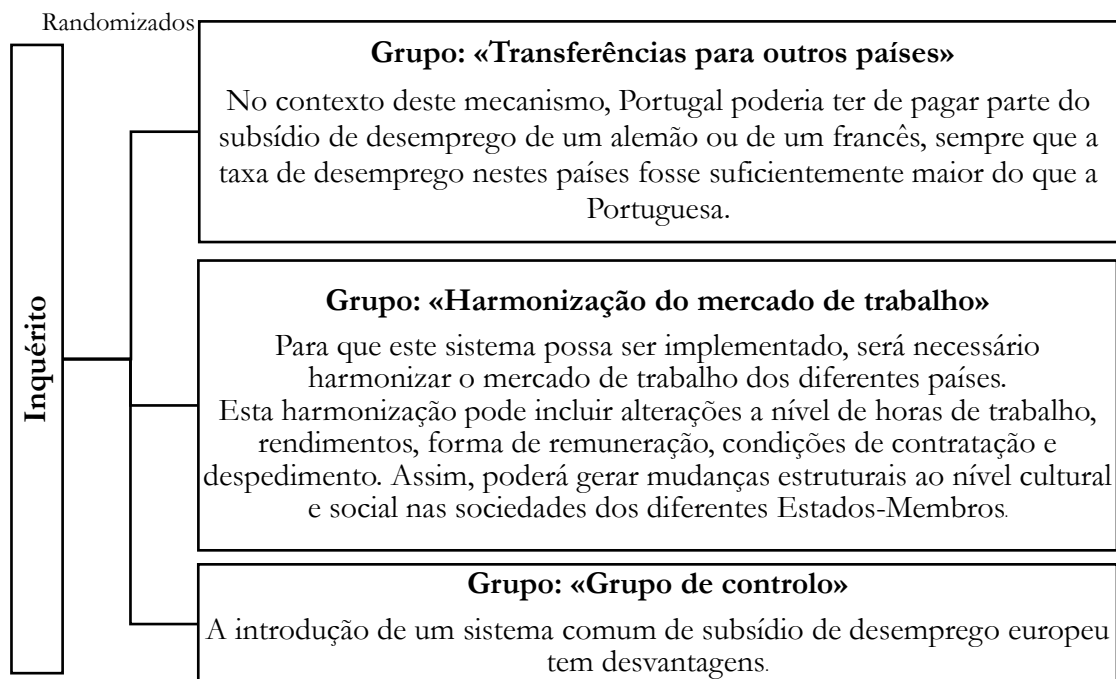 Randomizados
Inquérito
Grupo: «Transferências para outros países»
No contexto deste mecanismo, Portugal poderia ter de pagar parte do
subsídio de desemprego de um alemão ou de um francês, sempre que a
taxa de desemprego nestes países fosse suficientemente maior do que a
Portuguesa.
Grupo: «Harmonização do mercado de trabalho»
Para que este sistema possa ser implementado, será necessário
harmonizar o mercado de trabalho dos diferentes países.
Esta harmonização pode incluir alterações a nível de horas de trabalho,
rendimentos, forma de remuneração, condições de contratação e
despedimento. Assim, poderá gerar mudanças estruturais ao nível cultural
e social nas sociedades dos diferentes Estados-Membros.
Grupo: «Grupo de controlo»
A introdução de um sistema comum de subsídio de desemprego europeu
tem desvantagens.